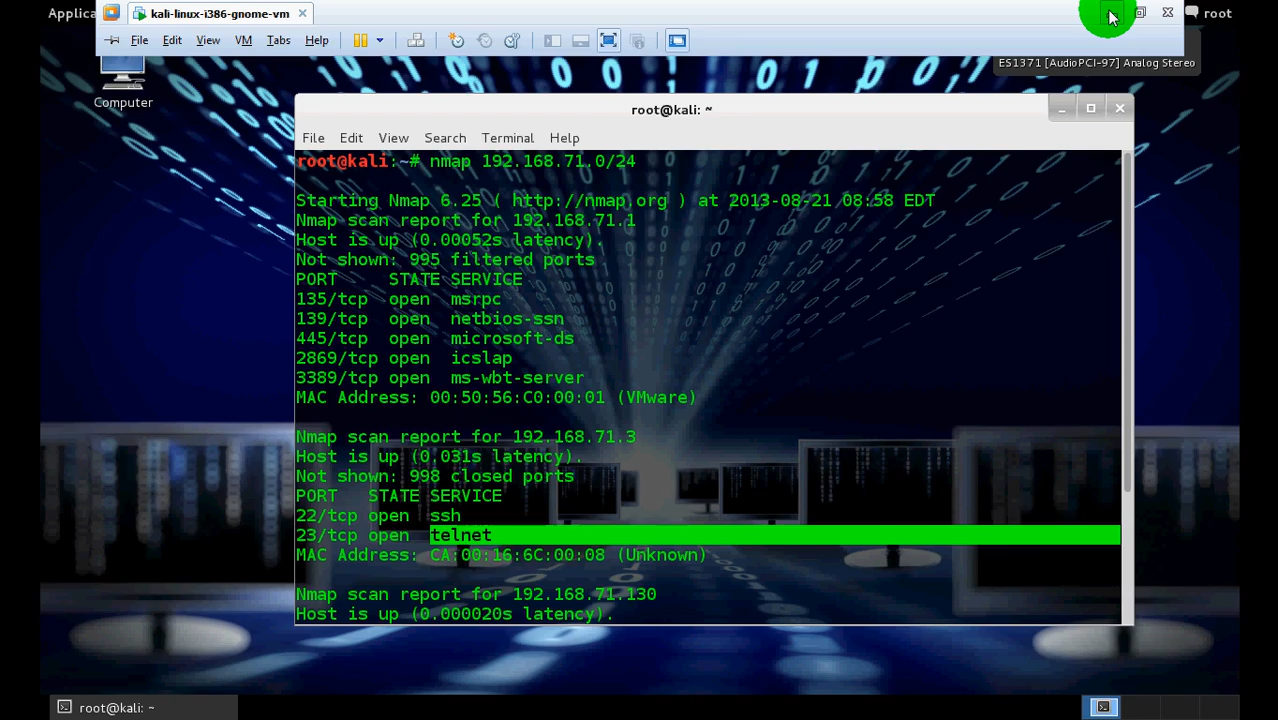 Applica
kali-linux-i386-gnome-vm
root
File Edit View VM Tabs Help
ES1371 [AudioPCI-97] Analog Stereo
Computer
root@kali: ~
File Edit View Search Terminal Help
root@kali:~# nmap 192.168.71.0/24
Starting Nmap 6.25 ( http://nmap.org ) at 2013-08-21 08:58 EDT
Nmap scan report for 192.168.71.1
Host is up (0.00052s latency).
Not shown: 995 filtered ports
PORT STATE SERVICE
135/tcp open msrpc
139/tcp open netbios-ssn
445/tcp open microsoft-ds
2869/tcp open icslap
3389/tcp open ms-wbt-server
MAC Address: 00:50:56:C0:00:01 (VMware)
Nmap scan report for 192.168.71.3
Host is up (0.031s latency).
Not shown: 998 closed ports
PORT STATE SERVICE
22/tcp open ssh
23/tcp open telnet
MAC Address: CA:00:16:6C:00:08 (Unknown)
Nmap scan report for 192.168.71.130
Host is up (0.000020s latency).
root@kali: ~